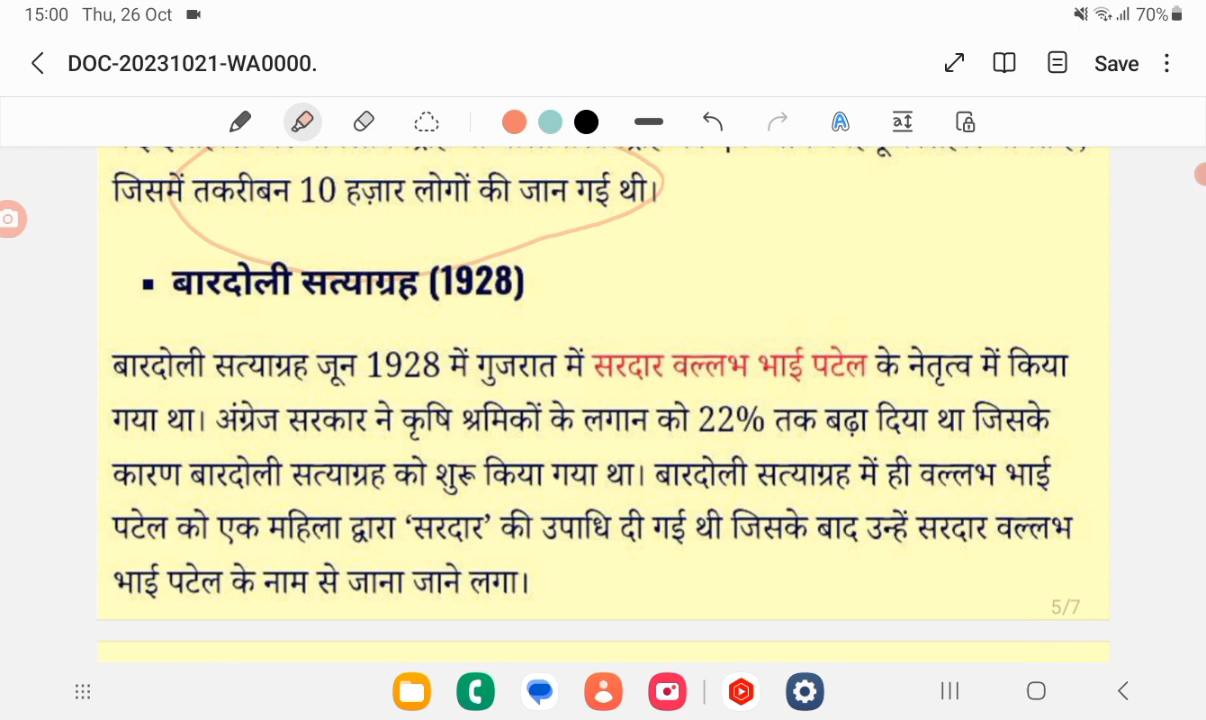 15:00 Thu, 26 Oct 70%
DOC-20231021-WA0000. Save
जिसमें तकरीबन 10 हज़ार लोगों की जान गई थी।
▪ बारदोली सत्याग्रह (1928)
बारदोली सत्याग्रह जून 1928 में गुजरात में सरदार वल्लभ भाई पटेल के नेतृत्व में किया
गया था। अंग्रेज सरकार ने कृषि श्रमिकों के लगान को 22% तक बढ़ा दिया था जिसके
कारण बारदोली सत्याग्रह को शुरू किया गया था। बारदोली सत्याग्रह में ही वल्लभ भाई
पटेल को एक महिला द्वारा ‘सरदार’ की उपाधि दी गई थी जिसके बाद उन्हें सरदार वल्लभ
भाई पटेल के नाम से जाना जाने लगा।
5/7